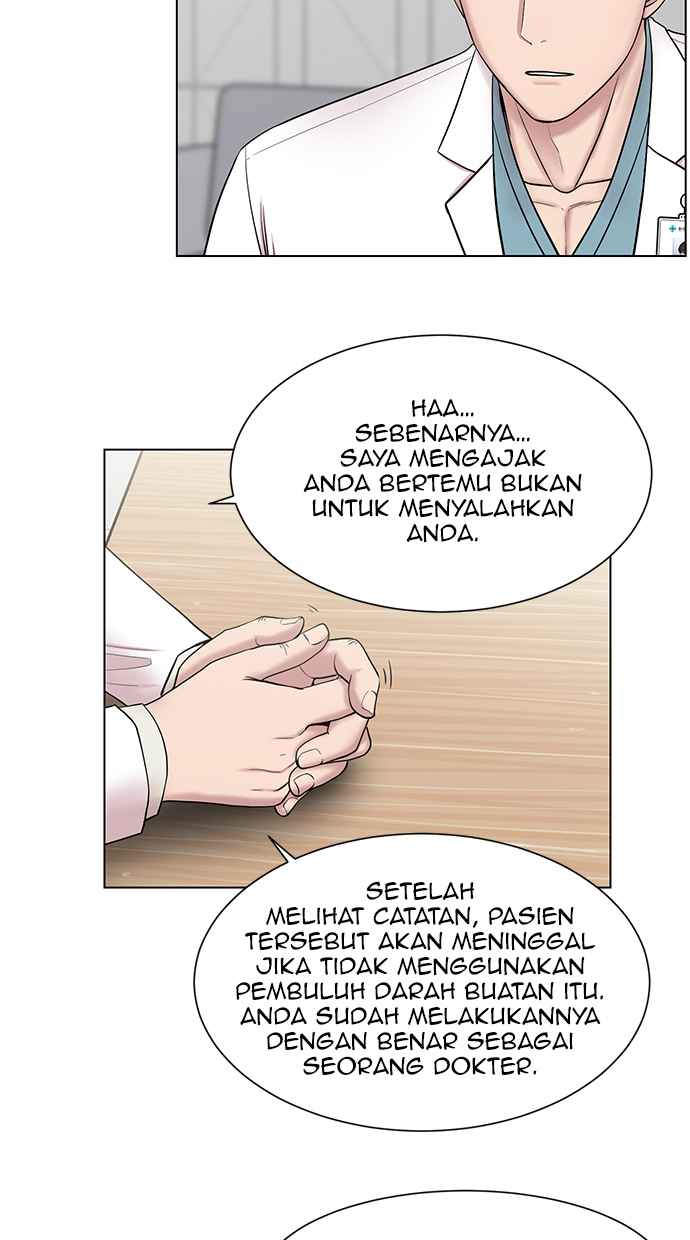 HAA...
SEBENARNYA...
SAYA MENGAJAK
ANDA BERTEMU BUKAN
UNTUK MENYALAHKAN
ANDA.
SETELAH
MELIHAT CATATAN, PASIEN
TERSEBUT AKAN MENINGGAL
JIKA TIDAK MENGGUNAKAN
PEMBULUH DARAH BUATAN ITU.
ANDA SUDAH MELAKUKANNYA
DENGAN BENAR SEBAGAI
SEORANG DOKTER.